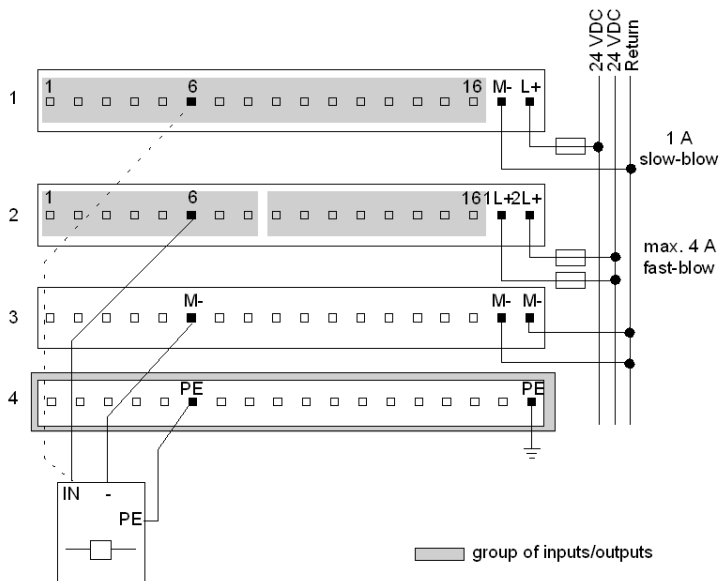 24 VDC
24 VDC
Return
1
1
6
16
M-
L+
1 A
slow-blow
2
1
6
16
1L+
2L+
max. 4 A
fast-blow
3
M-
M-
M-
4
PE
PE
IN
-
PE
group of inputs/outputs